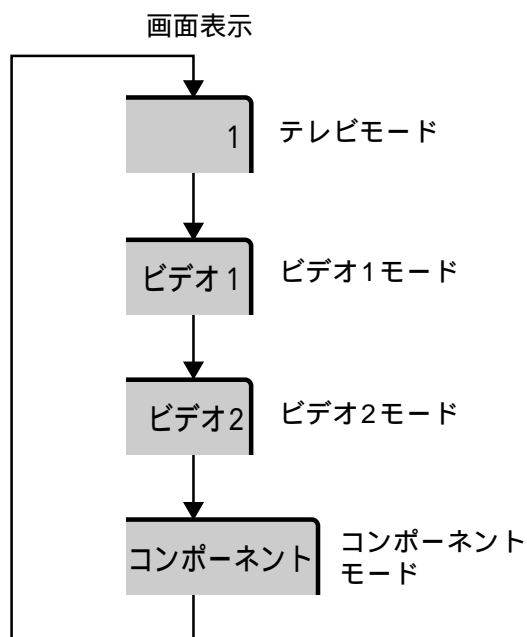 画面表示
1
テレビモード
ビデオ1
ビデオ1モード
ビデオ2
ビデオ2モード
コンポーネント
コンポーネント
モード